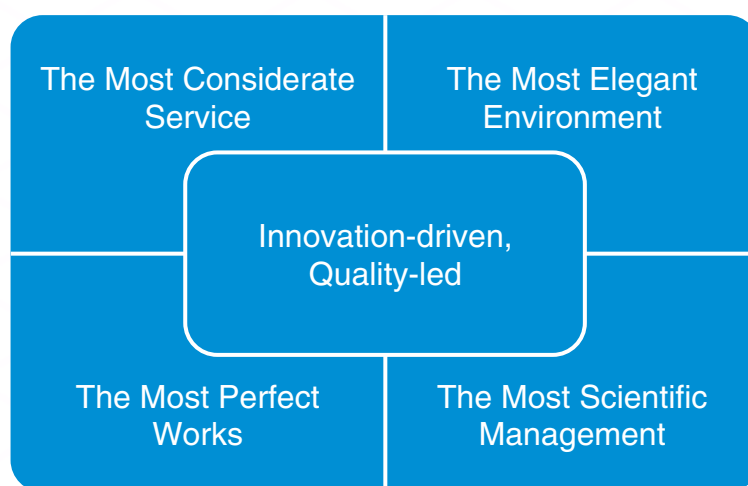 The Most Considerate
Service
The Most Elegant
Environment
Innovation-driven,
Quality-led
The Most Perfect
Works
The Most Scientific
Management